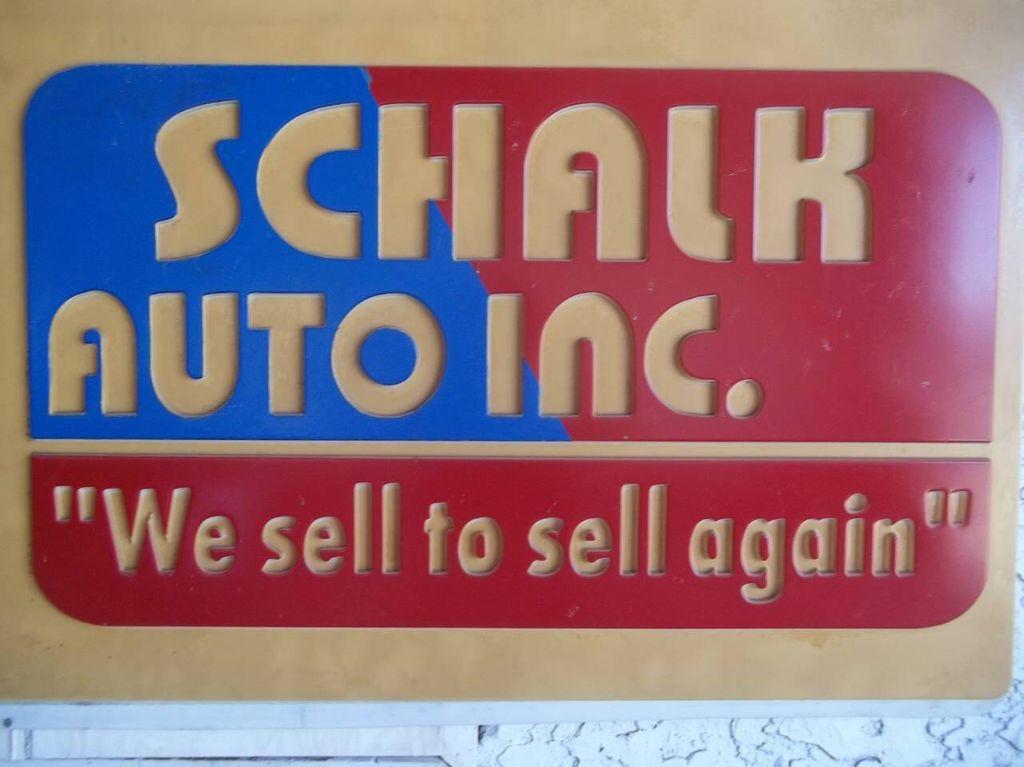 SCHALK
AUTO INC.
"We sell to sell again"